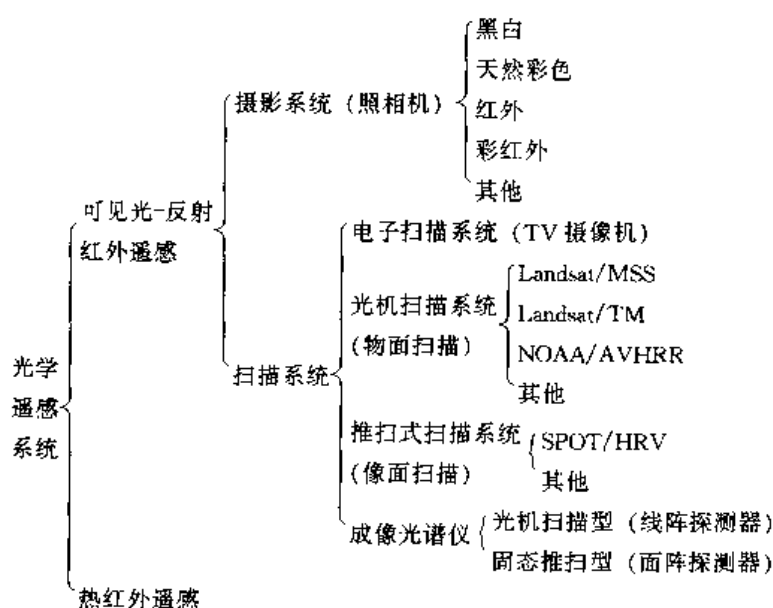 黑白
天然彩色
摄影系统（照相机）
红外
彩红外
其他
可见光-反射
红外遥感
电子扫描系统（TV 摄像机）
光机扫描系统
(物面扫描)
Landsat/MSS
Landsat/TM
NOAA/AVHRR
其他
扫描系统
光学
遥感
系统
推扫式扫描系统
(像面扫描)
SPOT/HRV
其他
成像光谱仪
光机扫描型（线阵探测器）
固态推扫型（面阵探测器）
热红外遥感